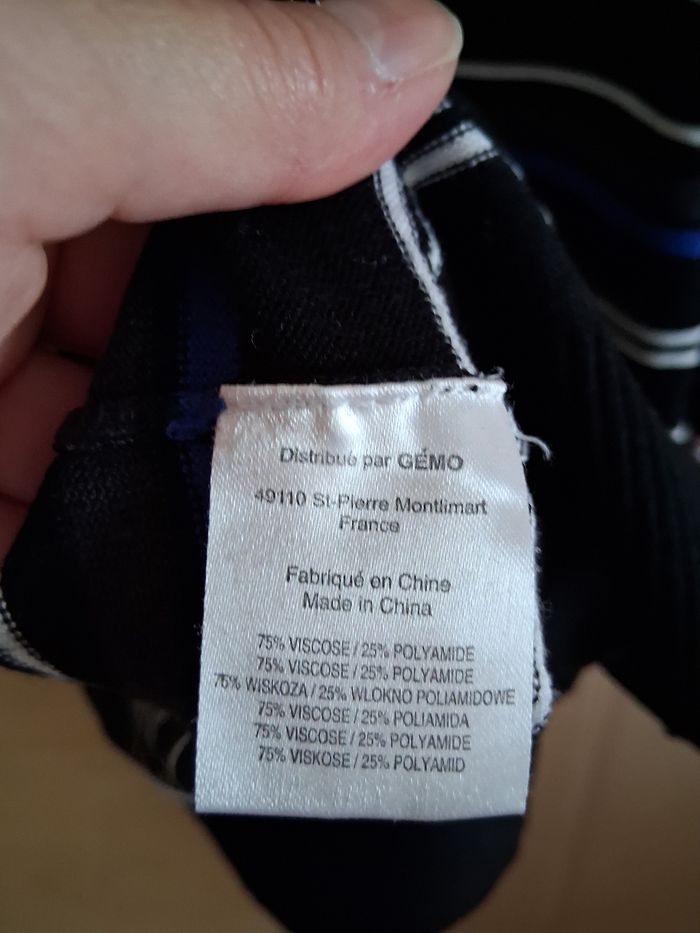 Distribué par GÉMO
49110 St-Pierre Montlimart
France
Fabriqué en Chine
Made in China
75% VISCOSE / 25% POLYAMIDE
75% VISCOSE / 25% POLYAMIDE
75% WISKOZA / 25% WLOKNO POLIAMIDOWE
75% VISCOSE / 25% POLIAMIDA
75% VISCOSE / 25% POLYAMIDE
75% VISKOSE / 25% POLYAMID